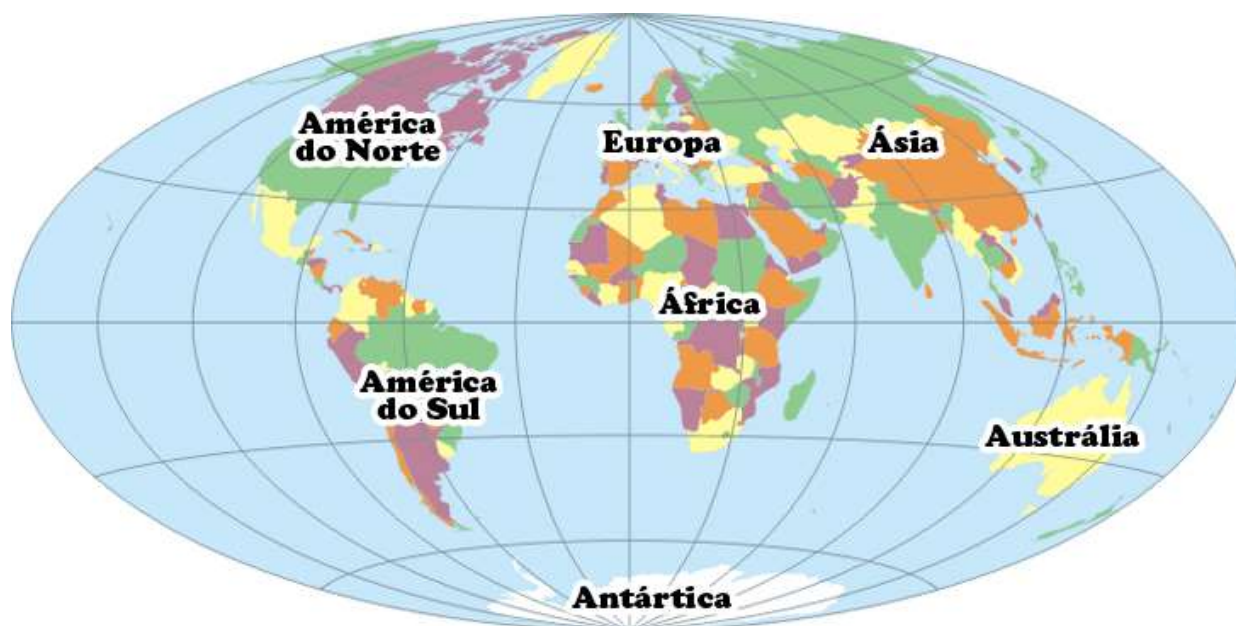 América
do Norte
Europa
Ásia
África
América
do Sul
Austrália
Antártica